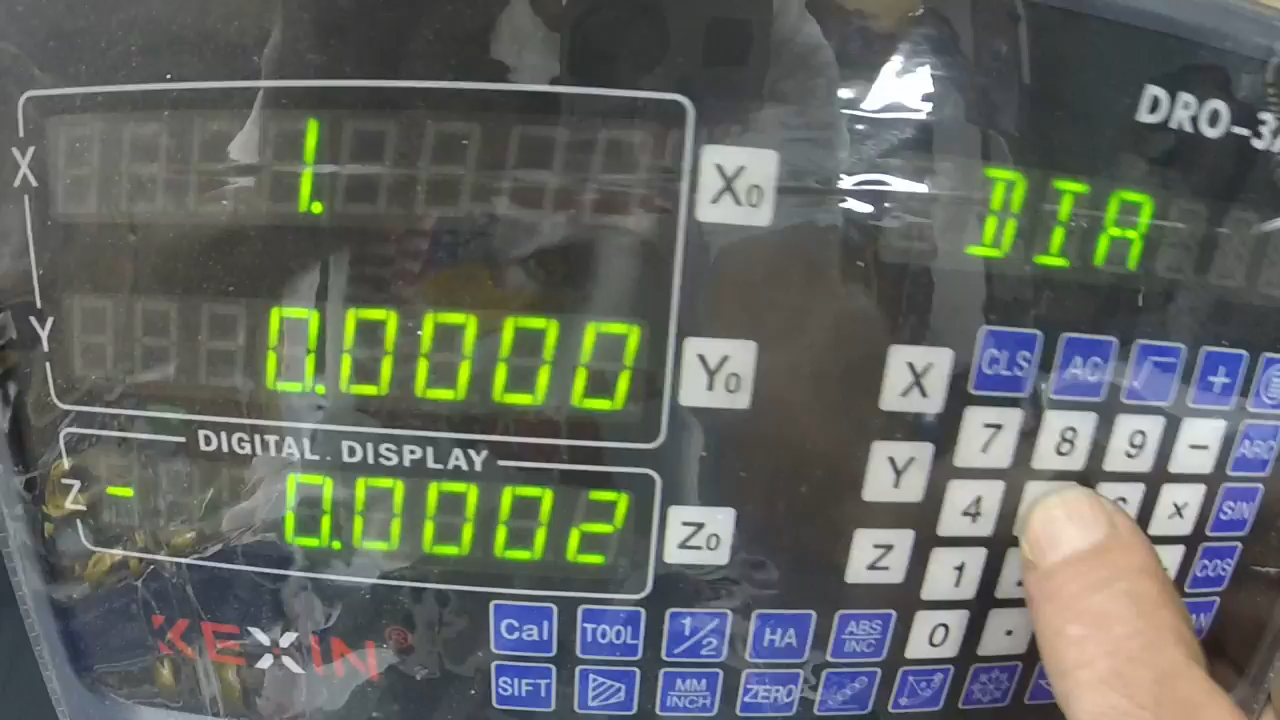 DRO-3
X
1.
X0
DIA
Y
0.0000
Y0
X
CLS
AC
√
+
7
8
9
−
ARC
DIGITAL DISPLAY
Z
- 0.0002
Z0
Y
4
x
SIN
Z
1
COS
KEXIN®
Cal
TOOL
1/2
HA
ABS
INC
0
.
SIFT
MM
INCH
ZERO